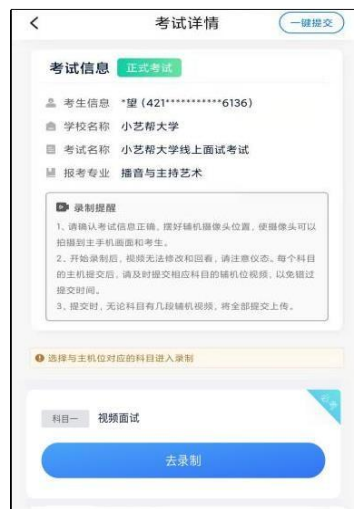 考试详情
一键提交
考试信息 正式考试
考生信息 *望 (421***********6136)
学校名称 小艺帮大学
考试名称 小艺帮大学线上面试考试
报考专业 播音与主持艺术
录制提醒
1、请确认考试信息正确，摆好辅机摄像头位置，使摄像头可以
拍摄到主手机画面和考生。
2、开始录制后，视频无法修改和回看，请注意仪态。每个科目
的主机提交后，请及时提交相应科目的辅机位视频，以免错过
提交时间。
3、提交时，无论科目有几段辅机视频，将全部提交上传。
选择与主机位对应的科目进入录制
必考
科目一 视频面试
去录制